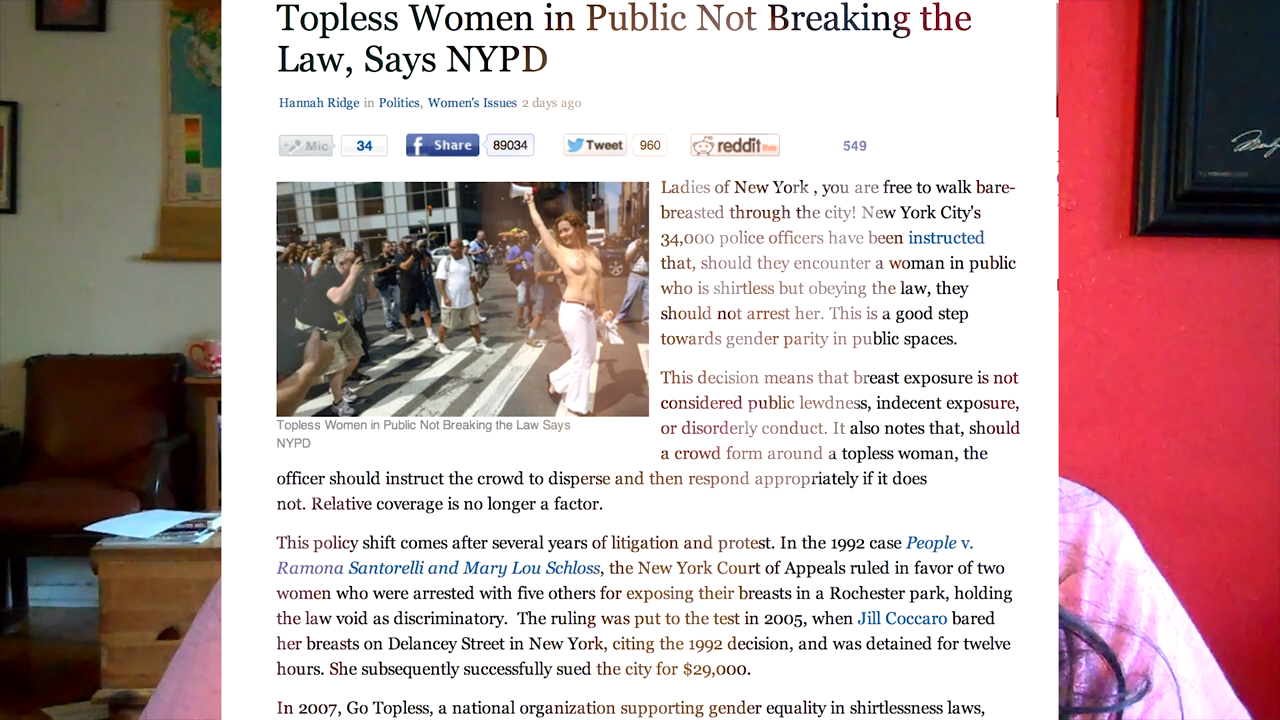 Topless Women in Public Not Breaking the
Law, Says NYPD
Hannah Ridge in Politics, Women's Issues 2 days ago
Mic 34 Share 89034 Tweet 960 reddit this 549
Ladies of New York , you are free to walk bare-
breasted through the city! New York City's
34,000 police officers have been instructed
that, should they encounter a woman in public
who is shirtless but obeying the law, they
should not arrest her. This is a good step
towards gender parity in public spaces.
This decision means that breast exposure is not
considered public lewdness, indecent exposure,
or disorderly conduct. It also notes that, should
a crowd form around a topless woman, the
Topless Women in Public Not Breaking the Law Says
NYPD
officer should instruct the crowd to disperse and then respond appropriately if it does
not. Relative coverage is no longer a factor.
This policy shift comes after several years of litigation and protest. In the 1992 case People v.
Ramona Santorelli and Mary Lou Schloss, the New York Court of Appeals ruled in favor of two
women who were arrested with five others for exposing their breasts in a Rochester park, holding
the law void as discriminatory.  The ruling was put to the test in 2005, when Jill Coccaro bared
her breasts on Delancey Street in New York, citing the 1992 decision, and was detained for twelve
hours. She subsequently successfully sued the city for $29,000.
In 2007, Go Topless, a national organization supporting gender equality in shirtlessness laws,